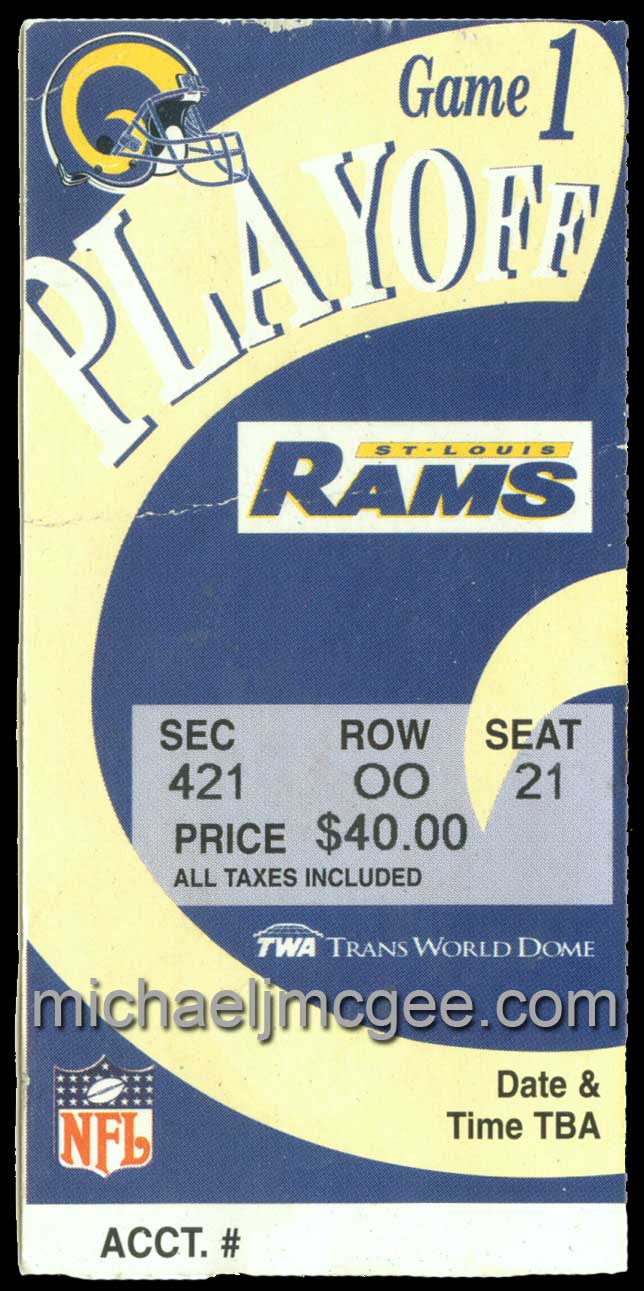 Game 1
PLAYOFF
ST • LOUIS
RAMS
SEC ROW SEAT
421 OO 21
PRICE $40.00
ALL TAXES INCLUDED
TWA TRANS WORLD DOME
michaeljmcgee.com
Date &
Time TBA
NFL
ACCT. #